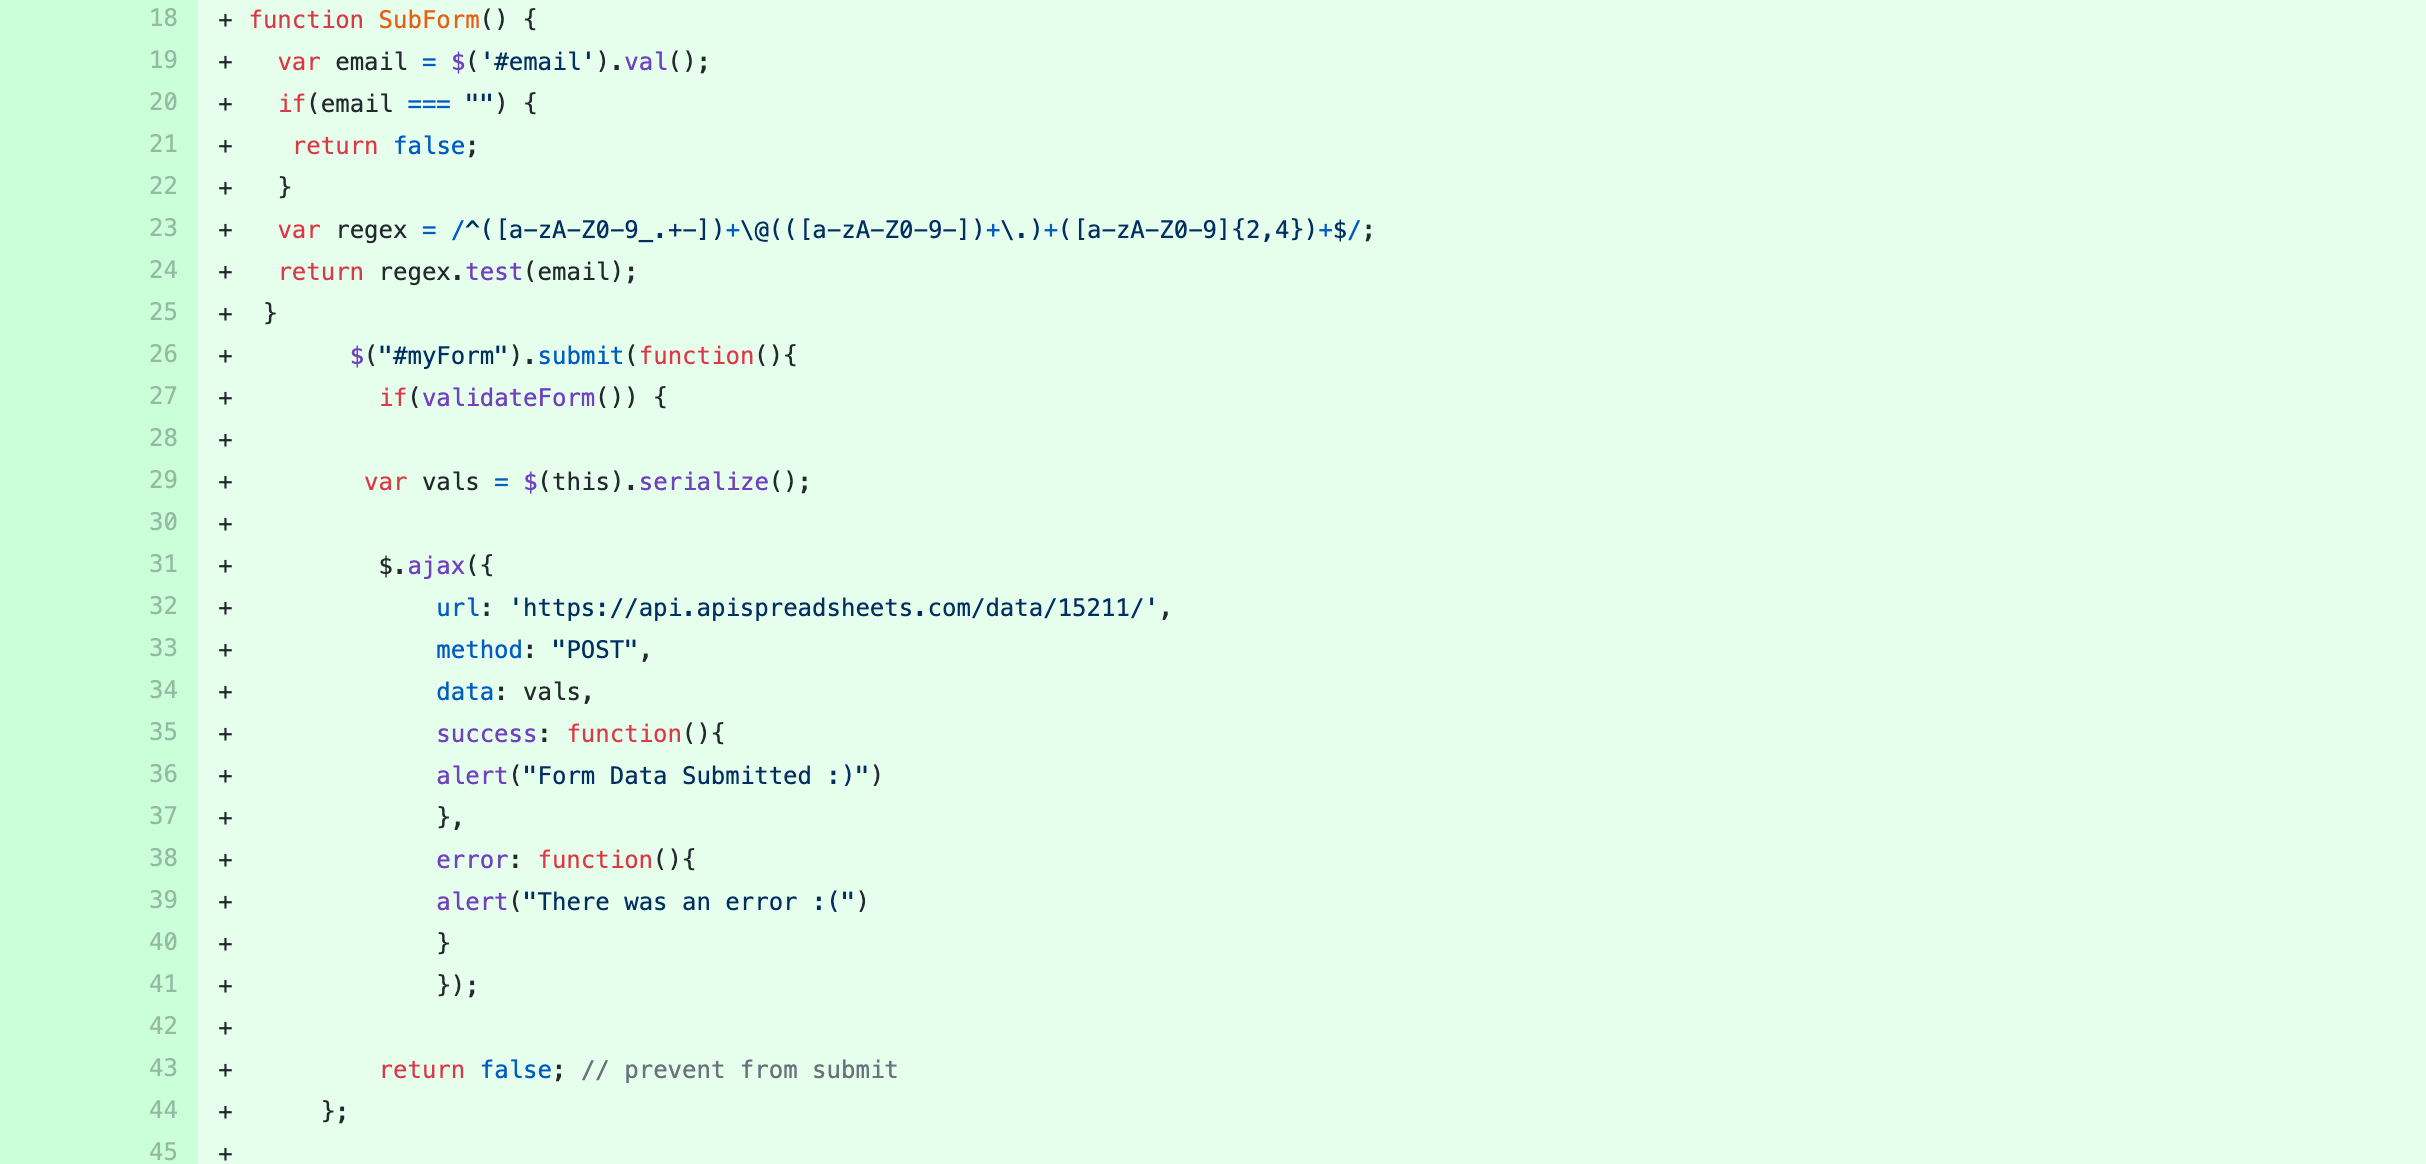 18 + function SubForm() {
19 +   var email = $('#email').val();
20 +   if(email === "") {
21 +    return false;
22 +   }
23 +   var regex = /^([a-zA-Z0-9_.+-])+\@(([a-zA-Z0-9-])+\.)+([a-zA-Z0-9]{2,4})+$/;
24 +   return regex.test(email);
25 +  }
26 +        $("#myForm").submit(function(){
27 +          if(validateForm()) {
28 +
29 +         var vals = $(this).serialize();
30 +
31 +          $.ajax({
32 +              url: 'https://api.apispreadsheets.com/data/15211/',
33 +              method: "POST",
34 +              data: vals,
35 +              success: function(){
36 +              alert("Form Data Submitted :)")
37 +              },
38 +              error: function(){
39 +              alert("There was an error :(")
40 +              }
41 +              });
42 +
43 +          return false; // prevent from submit
44 +      };
45 +